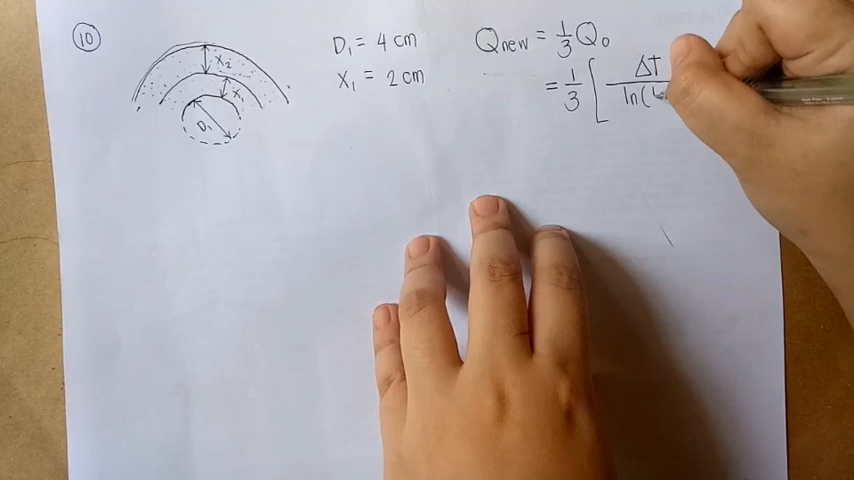 10
D₁ = 4 cm
X₁ = 2 cm
X₂
X₁
D₁
Qnew = 1/3 Q₀
= 1/3 [ ΔT / ln(